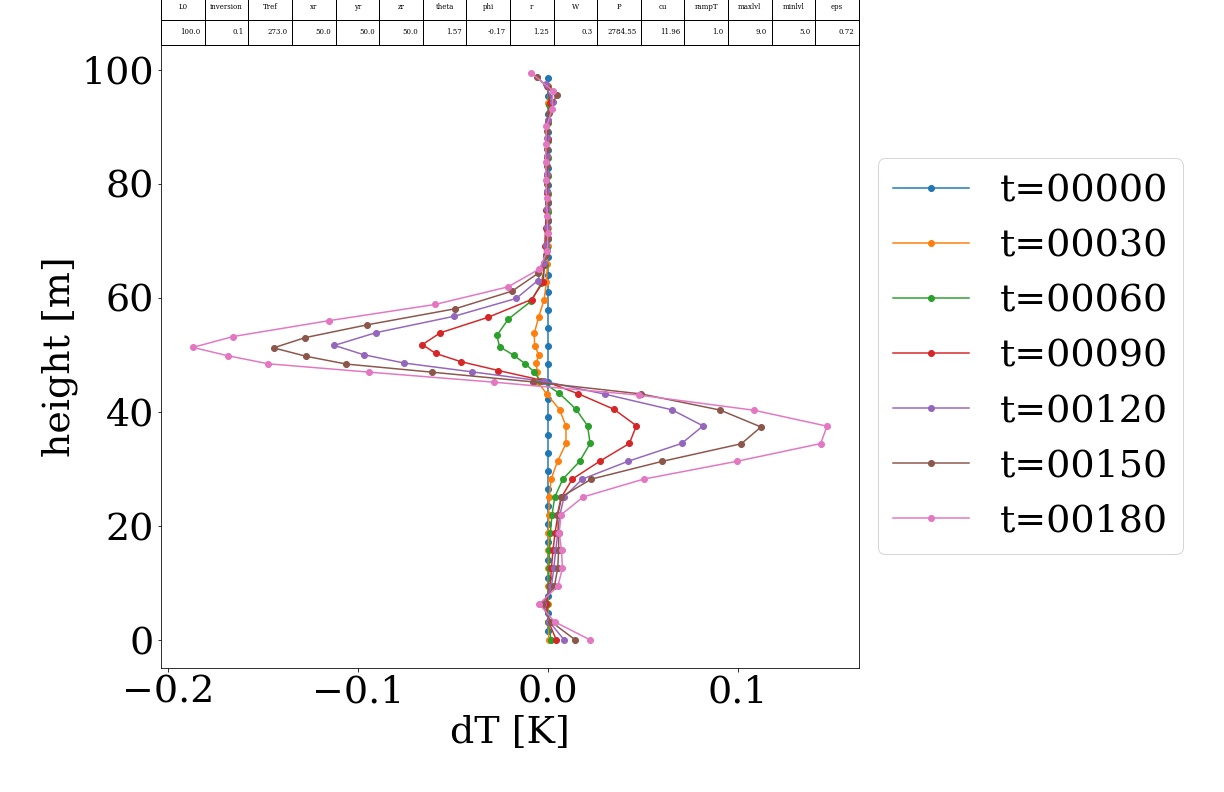 L0 inversion Tref xr yr zr theta phi r W P cu rampT maxlvl minlvl eps
100.0 0.1 273.0 50.0 50.0 50.0 1.57 -0.17 1.25 0.3 2784.55 11.96 1.0 9.0 5.0 0.72
100
80
60
40
20
0
height [m]
−0.2 −0.1 0.0 0.1
dT [K]
t=00000
t=00030
t=00060
t=00090
t=00120
t=00150
t=00180